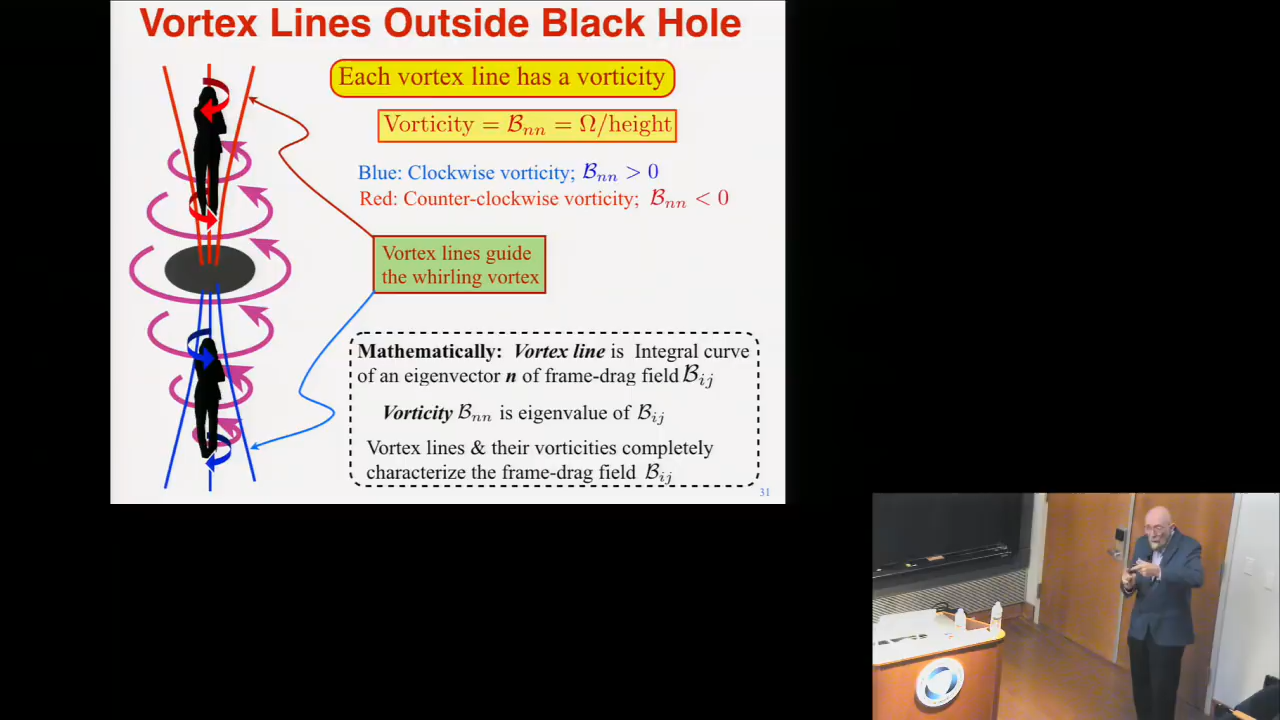 Vortex Lines Outside Black Hole
Each vortex line has a vorticity
Vorticity = ℬₙₙ = Ω/height
Blue: Clockwise vorticity; ℬₙₙ > 0
Red: Counter-clockwise vorticity; ℬₙₙ < 0
Vortex lines guide
the whirling vortex
Mathematically: Vortex line is Integral curve
of an eigenvector n of frame-drag field ℬᵢⱼ
Vorticity ℬₙₙ is eigenvalue of ℬᵢⱼ
Vortex lines & their vorticities completely
characterize the frame-drag field ℬᵢⱼ
31